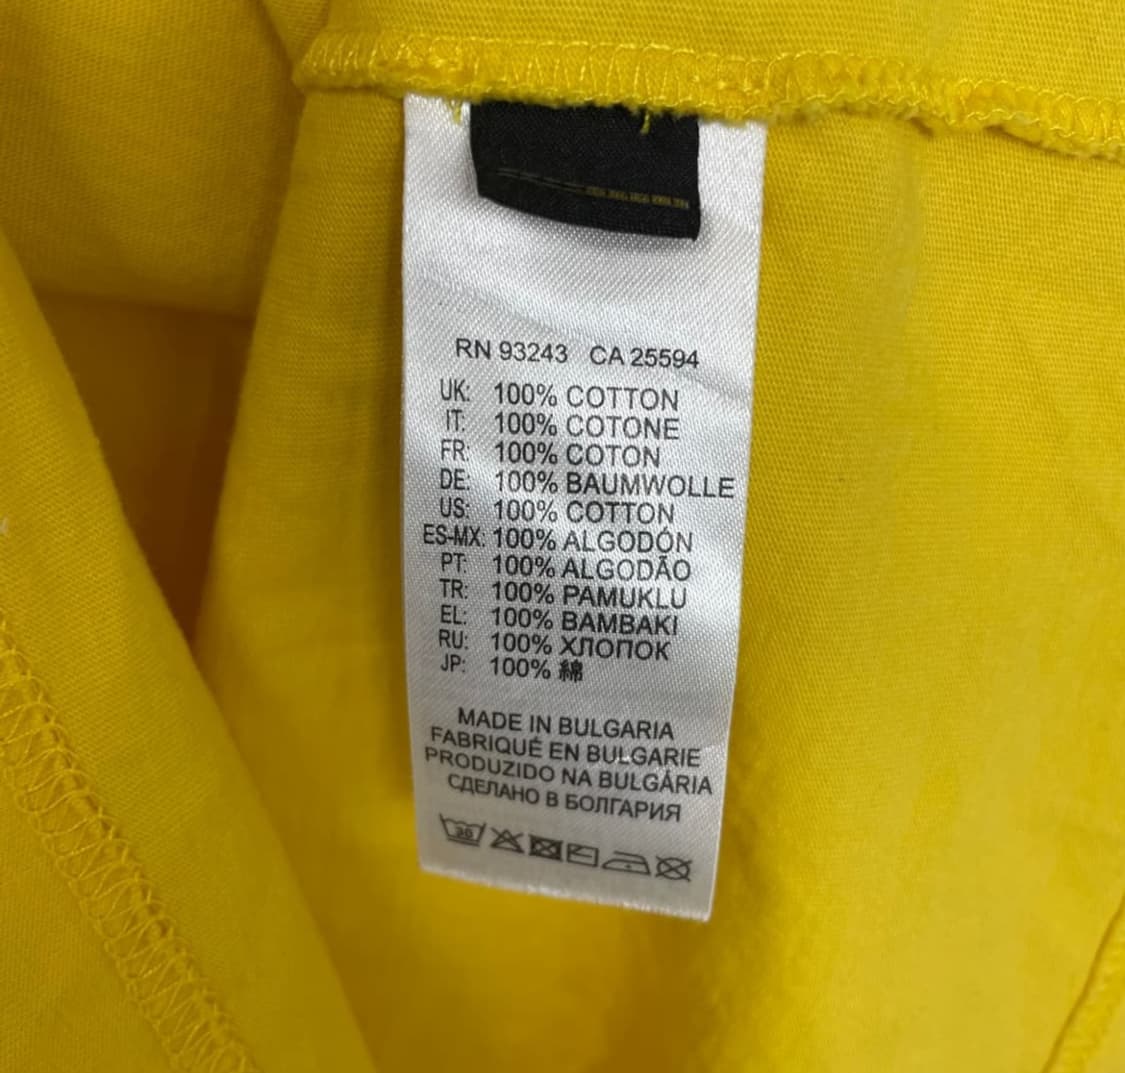 RN 93243 CA 25594
UK: 100% COTTON
IT: 100% COTONE
FR: 100% COTON
DE: 100% BAUMWOLLE
US: 100% COTTON
ES-MX: 100% ALGODÓN
PT: 100% ALGODÃO
TR: 100% PAMUKLU
EL: 100% BAMBAKI
RU: 100% ХЛОПОК
JP: 100% 綿
MADE IN BULGARIA
FABRIQUÉ EN BULGARIE
PRODUZIDO NA BULGÁRIA
СДЕЛАНО В БОЛГАРИЯ
30